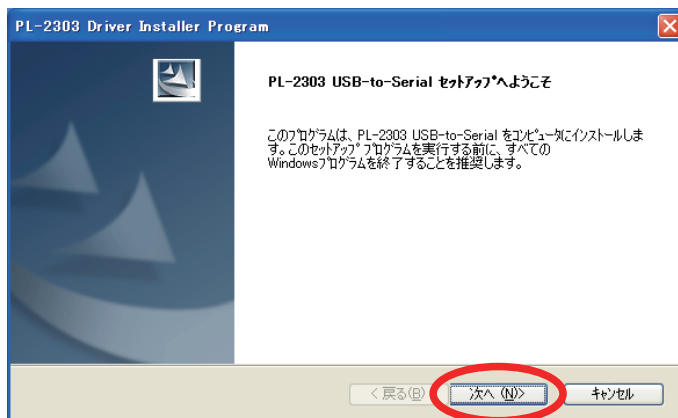 PL-2303 Driver Installer Program
PL-2303 USB-to-Serial ｾｯﾄｱｯﾌﾟへようこそ
このﾌﾟﾛｸﾞﾗﾑは、PL-2303 USB-to-Serial をｺﾝﾋﾟｭｰﾀにｲﾝｽﾄｰﾙしま
す。このｾｯﾄｱｯﾌﾟ ﾌﾟﾛｸﾞﾗﾑを実行する前に、すべての
Windowsﾌﾟﾛｸﾞﾗﾑを終了することを推奨します。
< 戻る(B)
次へ (N)>
ｷｬﾝｾﾙ